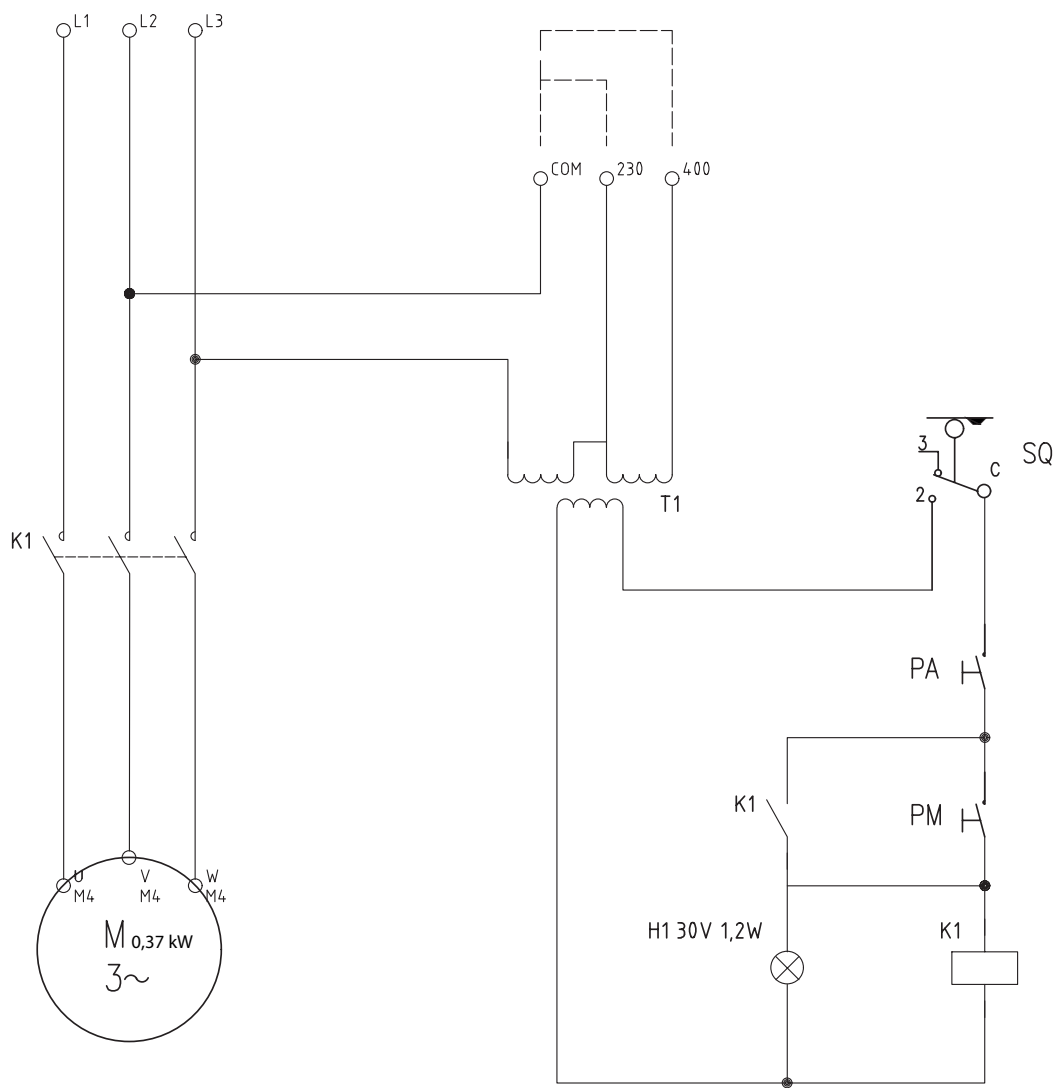 L1 L2 L3
COM 230 400
3
C
SQ
2
T1
K1
PA
K1
PM
U V W
M4 M4 M4
M 0,37 kW
3~
H1 30V 1,2W
K1